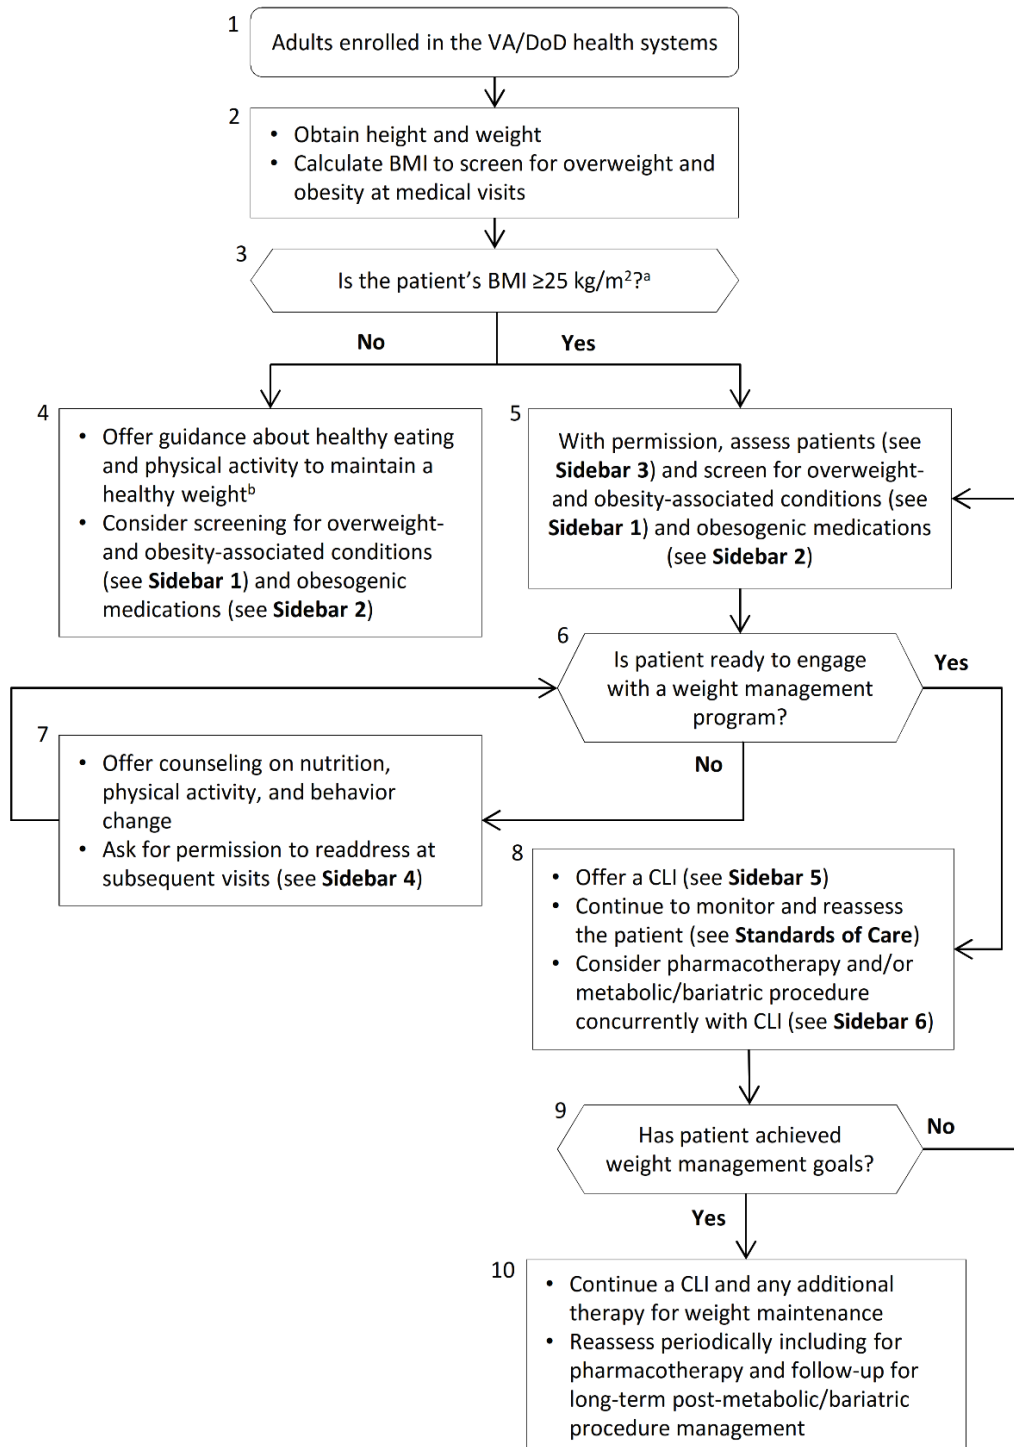 1
Adults enrolled in the VA/DoD health systems
2
• Obtain height and weight
• Calculate BMI to screen for overweight and
obesity at medical visits
3
Is the patient's BMI ≥25 kg/m²?ᵃ
No
Yes
4
• Offer guidance about healthy eating
and physical activity to maintain a
healthy weightᵇ
• Consider screening for overweight-
and obesity-associated conditions
(see Sidebar 1) and obesogenic
medications (see Sidebar 2)
5
With permission, assess patients (see
Sidebar 3) and screen for overweight-
and obesity-associated conditions (see
Sidebar 1) and obesogenic medications
(see Sidebar 2)
6
Is patient ready to engage
with a weight management
program?
Yes
No
7
• Offer counseling on nutrition,
physical activity, and behavior
change
• Ask for permission to readdress at
subsequent visits (see Sidebar 4)
8
• Offer a CLI (see Sidebar 5)
• Continue to monitor and reassess
the patient (see Standards of Care)
• Consider pharmacotherapy and/or
metabolic/bariatric procedure
concurrently with CLI (see Sidebar 6)
9
Has patient achieved
weight management goals?
No
Yes
10
• Continue a CLI and any additional
therapy for weight maintenance
• Reassess periodically including for
pharmacotherapy and follow-up for
long-term post-metabolic/bariatric
procedure management